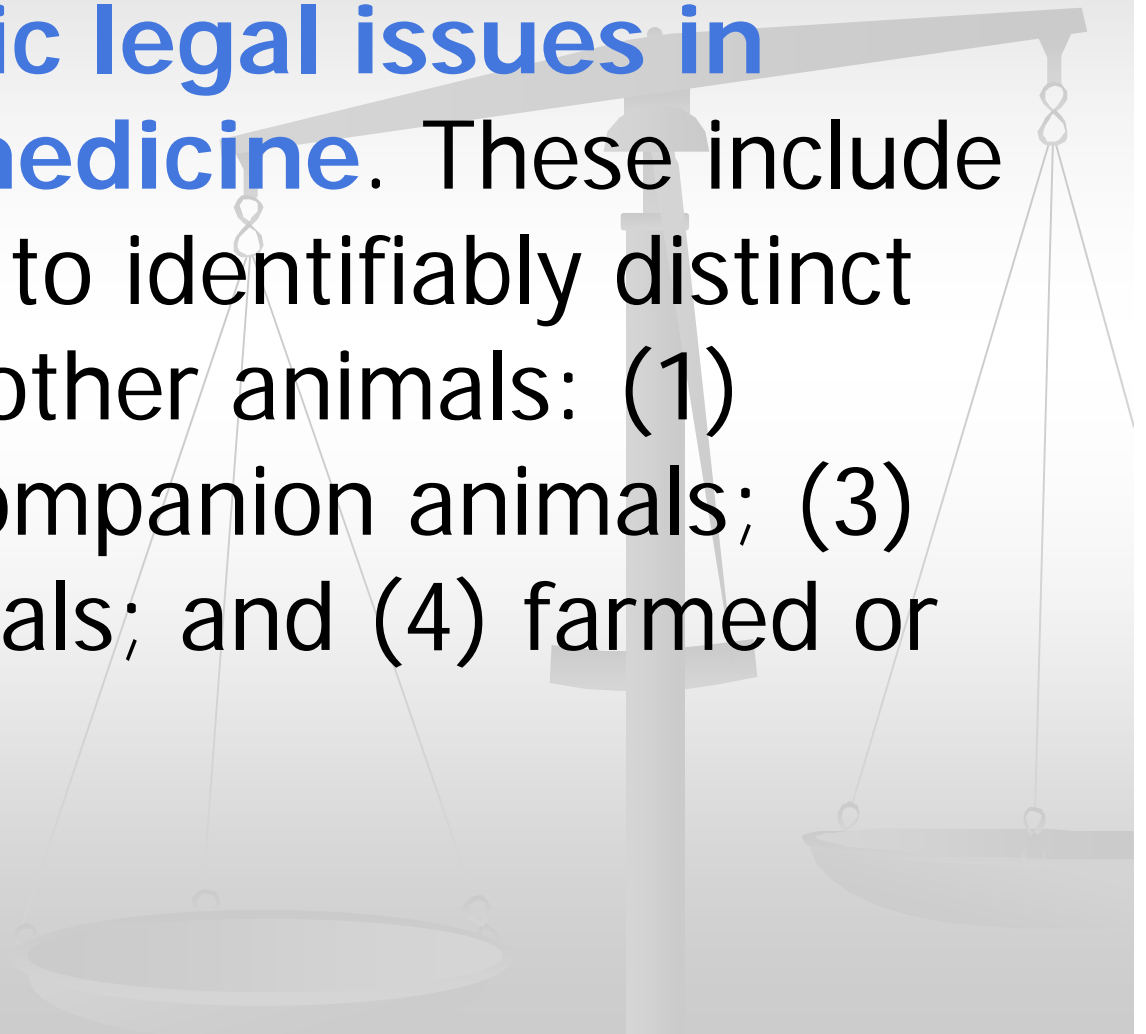 ic legal issues in
medicine. These include
to identifiably distinct
other animals: (1)
ompanion animals; (3)
als; and (4) farmed or